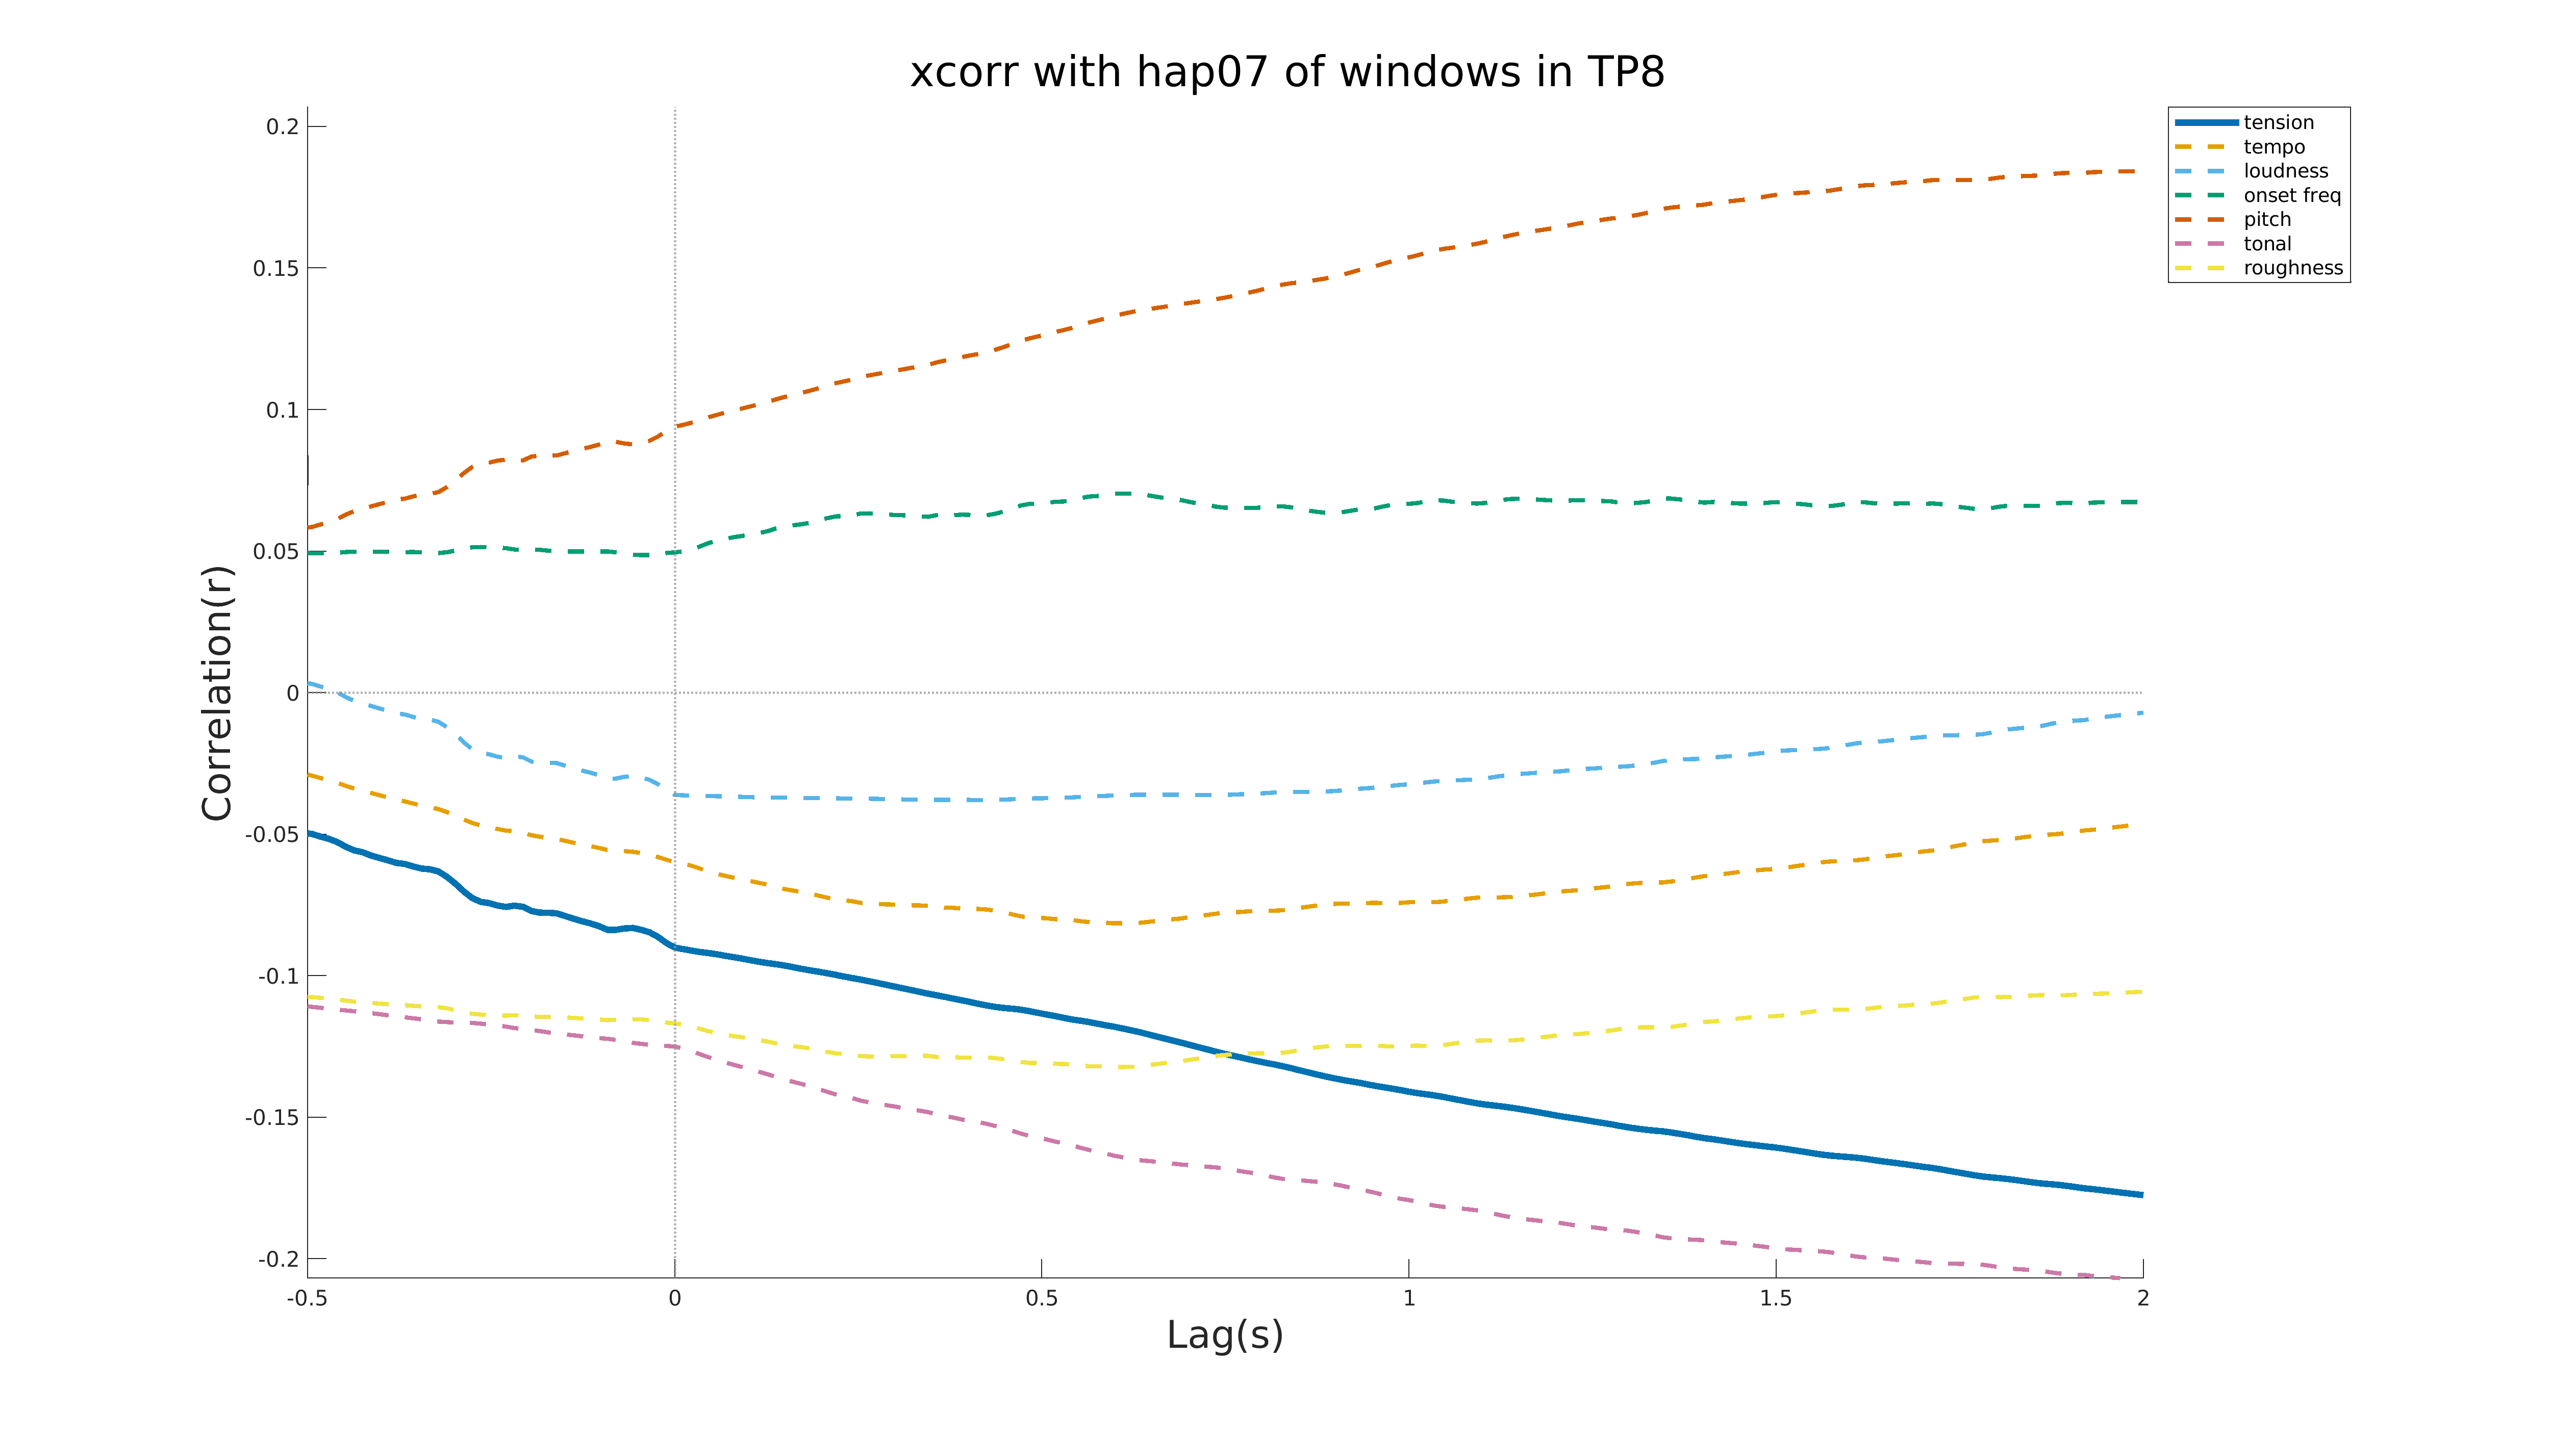 xcorr with hap07 of windows in TP8
tension
tempo
loudness
onset freq
pitch
tonal
roughness
Correlation(r)
0.2
0.15
0.1
0.05
0
-0.05
-0.1
-0.15
-0.2
-0.5
0
0.5
1
1.5
2
Lag(s)